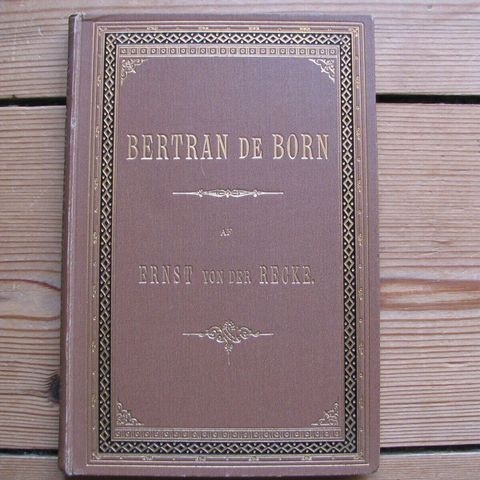 BERTRAN DE BORN
AF
ERNST VON DER RECKE.